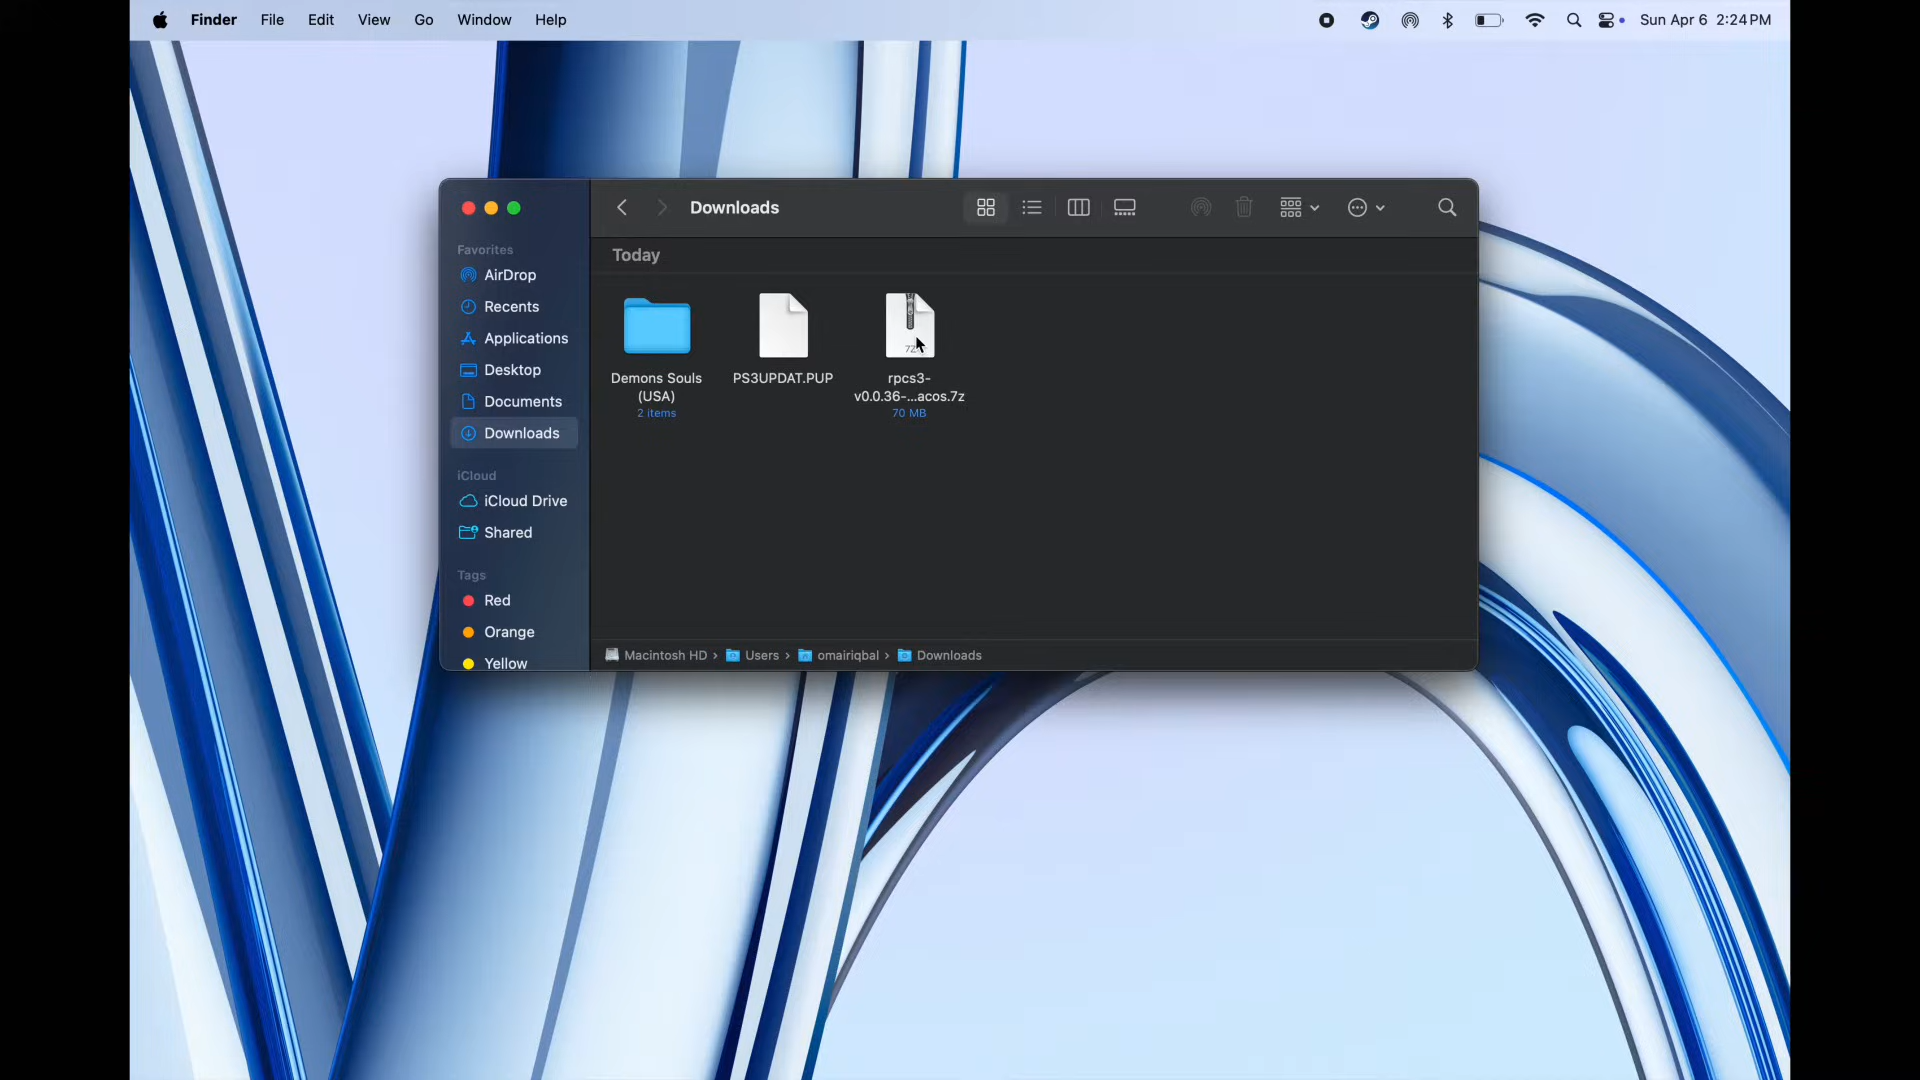 Finder File Edit View Go Window Help Sun Apr 6 2:24 PM
Downloads
Favorites
AirDrop
Recents
Applications
Desktop
Documents
Downloads
iCloud
iCloud Drive
Shared
Tags
Red
Orange
Yellow
Today
Demons Souls
(USA)
2 items
PS3UPDAT.PUP
7Z
rpcs3-
v0.0.36-...acos.7z
70 MB
Macintosh HD › Users › omairiqbal › Downloads